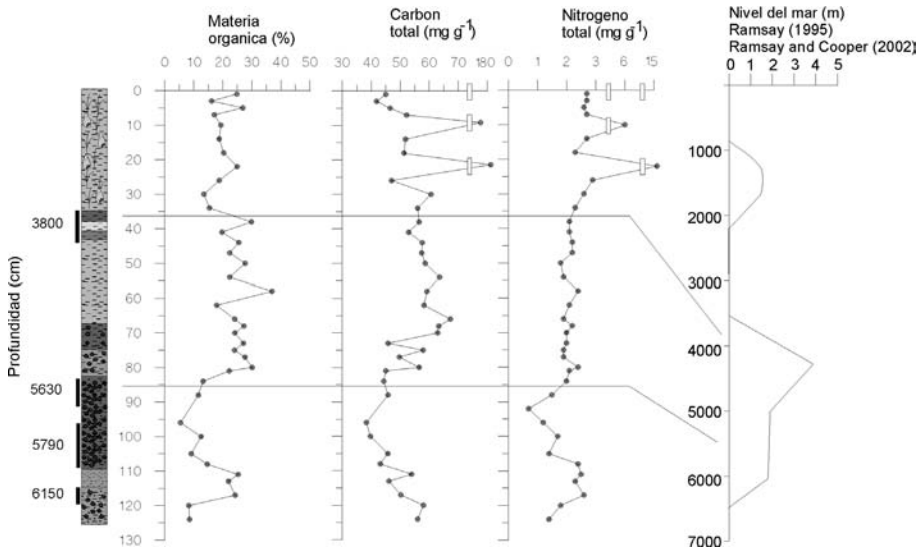 Materia
organica (%)
0 10 20 30 40 50
Carbon
total (mg g-1)
30 40 50 60 70 180
Nitrogeno
total (mg g-1)
0 1 2 3 6 15
Nivel del mar (m)
Ramsay (1995)
Ramsay and Cooper (2002)
0 1 2 3 4 5
Profundidad (cm)
3800
5630
5790
6150
0
10
20
30
40
50
60
70
80
90
100
110
120
130
1000
2000
3000
4000
5000
6000
7000